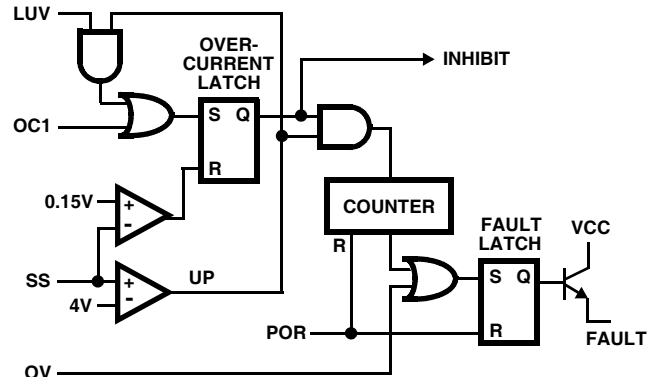 LUV
OVER-
CURRENT
LATCH
INHIBIT
S
Q
OC1
R
0.15V
+
-
COUNTER
R
FAULT
LATCH
VCC
SS
+
-
4V
UP
S
Q
POR
R
FAULT
OV